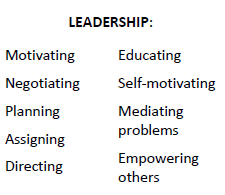 LEADERSHIP:
Motivating
Negotiating
Planning
Assigning
Directing
Educating
Self-motivating
Mediating
problems
Empowering
others